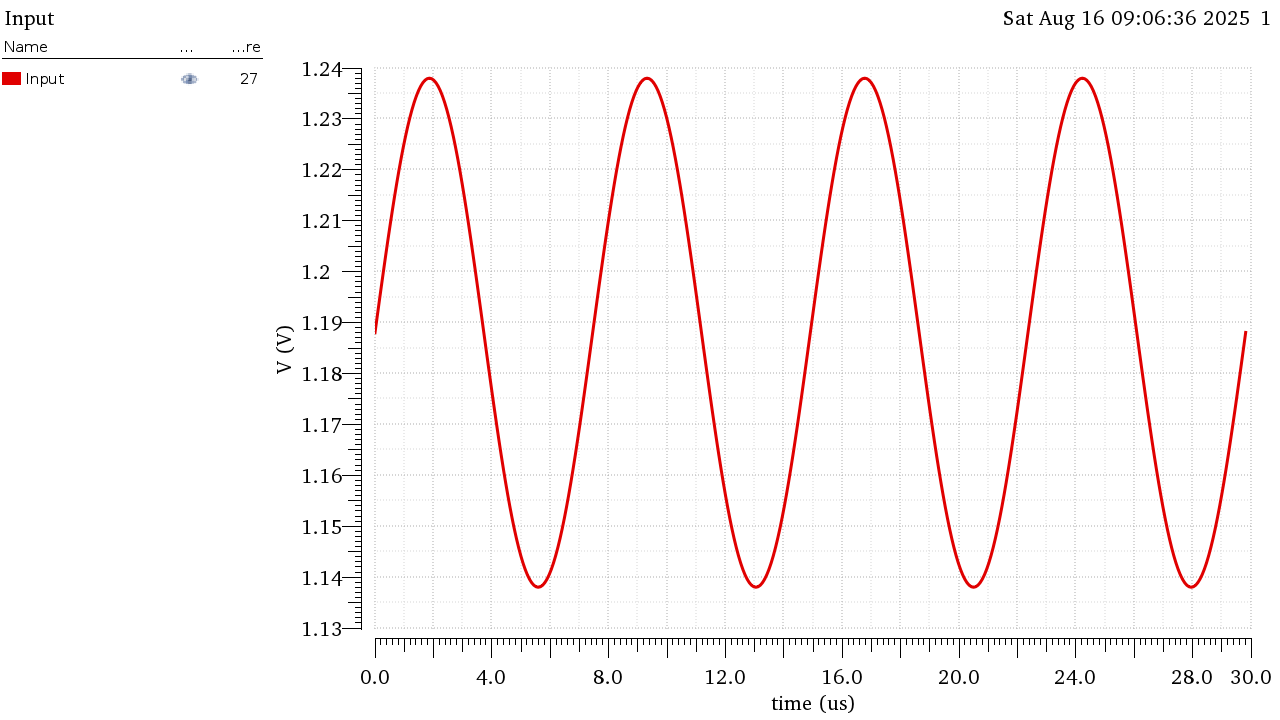 Input
Sat Aug 16 09:06:36 2025 1
Name ... ...re
Input 27
1.24
1.23
1.22
1.21
1.2
1.19
1.18
1.17
1.16
1.15
1.14
1.13
V (V)
0.0 4.0 8.0 12.0 16.0 20.0 24.0 28.0 30.0
time (us)